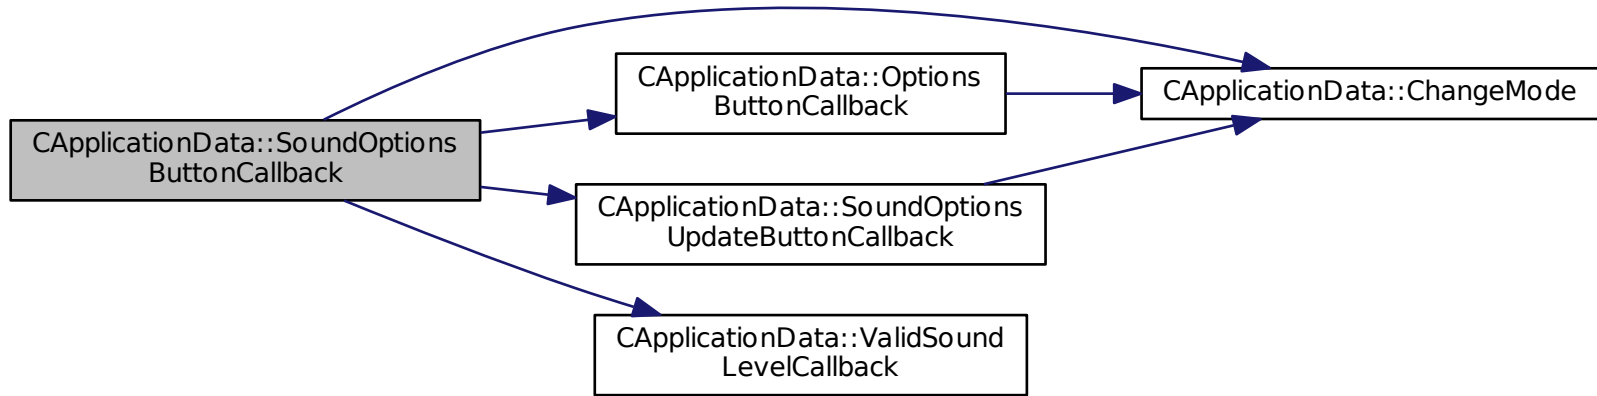 CApplicationData::SoundOptions
ButtonCallback
CApplicationData::Options
ButtonCallback
CApplicationData::SoundOptions
UpdateButtonCallback
CApplicationData::ValidSound
LevelCallback
CApplicationData::ChangeMode